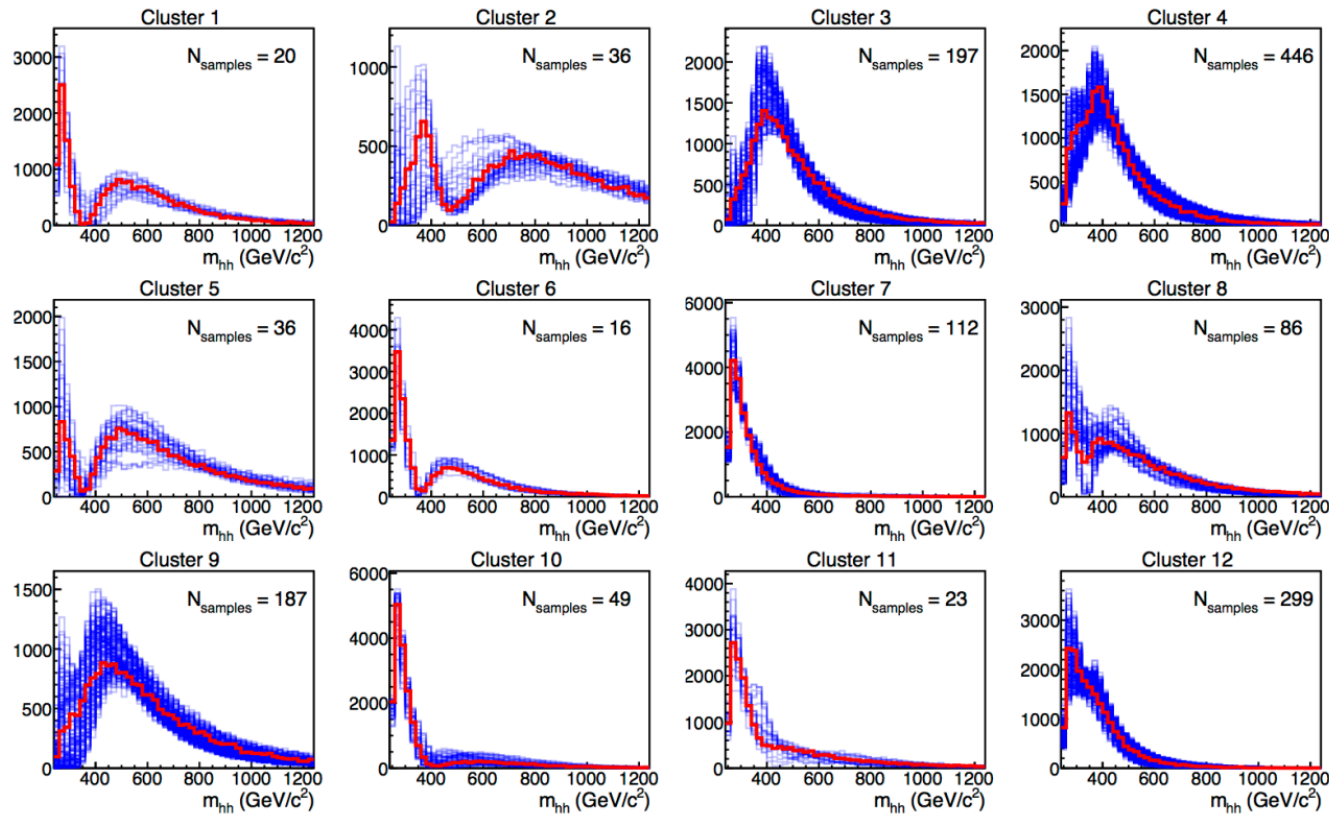 Cluster 1
N_samples = 20
3000
2000
1000
0
400 600 800 1000 1200
m_hh (GeV/c²)
Cluster 2
N_samples = 36
1000
500
0
400 600 800 1000 1200
m_hh (GeV/c²)
Cluster 3
N_samples = 197
2000
1500
1000
500
0
400 600 800 1000 1200
m_hh (GeV/c²)
Cluster 4
N_samples = 446
2000
1500
1000
500
0
400 600 800 1000 1200
m_hh (GeV/c²)
Cluster 5
N_samples = 36
2000
1500
1000
500
0
400 600 800 1000 1200
m_hh (GeV/c²)
Cluster 6
N_samples = 16
4000
3000
2000
1000
0
400 600 800 1000 1200
m_hh (GeV/c²)
Cluster 7
N_samples = 112
6000
4000
2000
0
400 600 800 1000 1200
m_hh (GeV/c²)
Cluster 8
N_samples = 86
3000
2000
1000
0
400 600 800 1000 1200
m_hh (GeV/c²)
Cluster 9
N_samples = 187
1500
1000
500
0
400 600 800 1000 1200
m_hh (GeV/c²)
Cluster 10
N_samples = 49
6000
4000
2000
0
400 600 800 1000 1200
m_hh (GeV/c²)
Cluster 11
N_samples = 23
4000
3000
2000
1000
0
400 600 800 1000 1200
m_hh (GeV/c²)
Cluster 12
N_samples = 299
4000
3000
2000
1000
0
400 600 800 1000 1200
m_hh (GeV/c²)